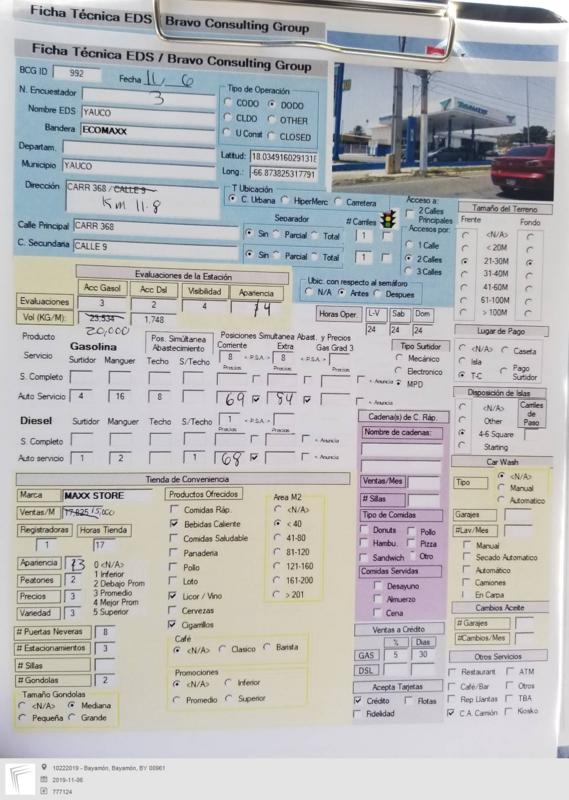 Ficha Técnica EDS / Bravo Consulting Group
Ficha Técnica EDS / Bravo Consulting Group
BCG ID 992 Fecha 11 6
N. Encuestador 3
Nombre EDS YAUCO
Bandera ECOMAXX
Departam.
Municipio YAUCO
Dirección CARR 368 / CALLE 9
Km 11.8
Tipo de Operación
CODO DODO
CLDO OTHER
U Const CLOSED
Latitud: 18.0349160291318
Long.: -66.873825317791
T Ubicación
C. Urbana HiperMerc Carretera
Separador # Carriles
Calle Principal CARR 368 Sin Parcial Total 1
C. Secundaria CALLE 9 Sin Parcial Total 1
Acceso a:
2 Calles Principales
Accesos por:
1 Calle
2 Calles
3 Calles
Tamaño del Terreno
Frente Fondo
<N/A>
< 20M
21-30M
31-40M
41-60M
61-100M
> 100M
Evaluaciones de la Estación
Acc Gasol Acc Dsl Visibilidad Apariencia
Evaluaciones 3 2 4 4
Vol (KG/M): 23,534 1,748
20,000
Ubic. con respecto al semáforo
N/A Antes Despues
Horas Oper. L-V Sab Dom
24 24 24
Lugar de Pago
<N/A> Caseta
Isla
T-C Pago Surtidor
Producto Gasolina Pos. Simultánea Abastecimiento Posiciones Simultanea Abast. y Precios
Corriente Extra Gas Grad 3
8 <-P.S.A.-> 8 <-P.S.A.->
Servicio Surtidor Manguer Techo S/Techo Precios Precios Precios
S. Completo <- Anuncia
Auto Servicio 4 16 8 69 84 <- Anuncia
Tipo Surtidor
Mecánico
Electronico
MPD
Diesel Surtidor Manguer Techo S/Techo 1 <-P.S.A.
Precios Precios
S. Completo <- Anuncia
Auto servicio 1 2 1 68 <- Anuncia
Disposición de Islas
<N/A>
Other
4-6 Square
Starting
Carriles de Paso
Cadena(s) de C. Ráp.
Nombre de cadenas:
Ventas/Mes
# Sillas
Tipo de Comidas
Donuts Pollo
Hambu. Pizza
Sandwich Otro
Comidas Servidas
Desayuno
Almuerzo
Cena
Car Wash
Tipo <N/A>
Manual
Automatico
Garajes
#Lav/Mes
Manual
Secado Automatico
Automático
Camiones
En Carpa
Cambios Aceite
# Garajes
#Cambios/Mes
Tienda de Conveniencia
Marca MAXX STORE
Ventas/M 17,825 15,000
Registradoras Horas Tienda
1 17
Apariencia 3
Peatones 2
Precios 3
Variedad 3
0 <N/A>
1 Inferior
2 Debajo Prom
3 Promedio
4 Mejor Prom
5 Superior
# Puertas Neveras 8
# Estacionamientos 3
# Sillas
# Gondolas 2
Tamaño Gondolas
<N/A> Mediana
Pequeña Grande
Productos Ofrecidos
Comidas Ráp.
Bebidas Caliente
Comidas Saludable
Panaderia
Pollo
Loto
Licor / Vino
Cervezas
Cigarrillos
Area M2
<N/A>
< 40
41-80
81-120
121-160
161-200
> 201
Café
<N/A> Clasico Barista
Promociones
<N/A> Inferior
Promedio Superior
Ventas a Crédito
% Dias
GAS 5 30
DSL
Acepta Tarjetas
Crédito Flotas
Fidelidad
Otros Servicios
Restaurant ATM
Café/Bar Otros
Rep Llantas TBA
C.A. Camión Kiosko
10222019 - Bayamón, Bayamón, BY 00961
2019-11-06
777124